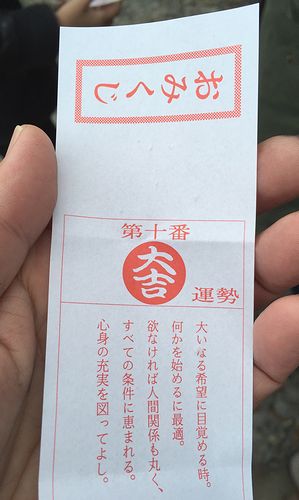 おみくじ
第十番
大吉
運勢
大いなる希望に目覚める時。
何かを始めるに最適。
欲なければ人間関係も丸く、
すべての条件に恵まれる。
心身の充実を図ってよし。